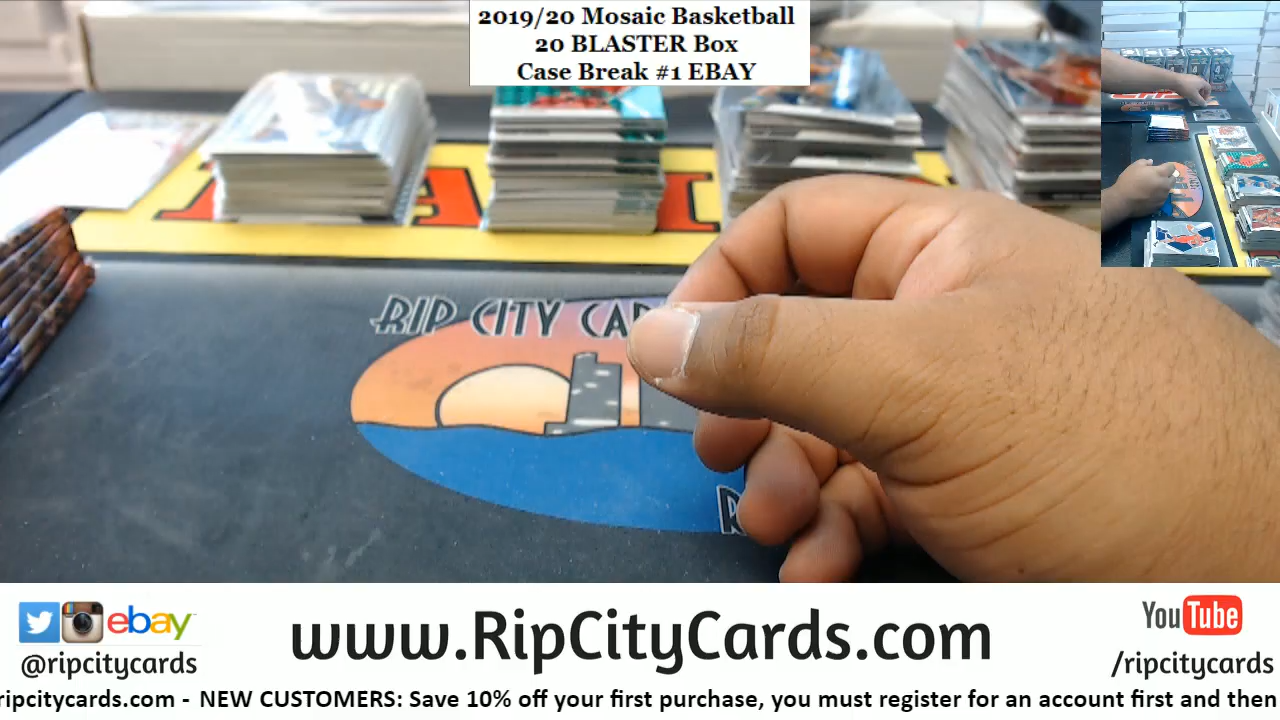 2019/20 Mosaic Basketball
20 BLASTER Box
Case Break #1 EBAY
RIP CITY CAR
R
ebay
@ripcitycards
www.RipCityCards.com
YouTube
/ripcitycards
ripcitycards.com - NEW CUSTOMERS: Save 10% off your first purchase, you must register for an account first and then